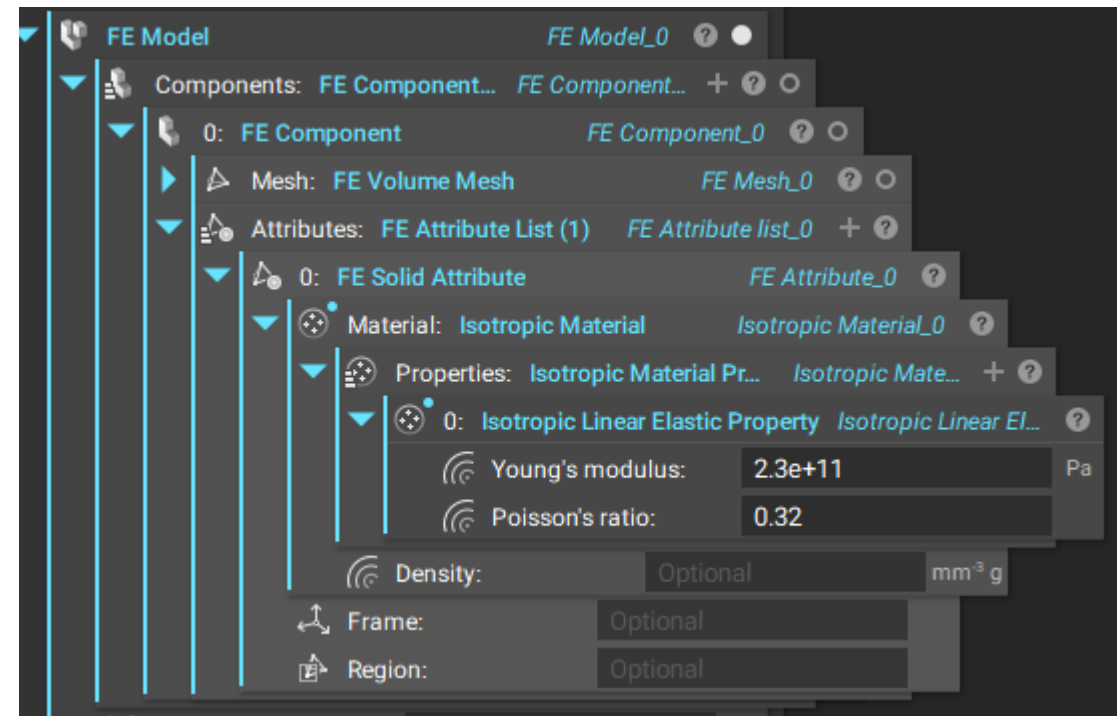 FE Model FE Model_0
Components: FE Component... FE Component...
0: FE Component FE Component_0
Mesh: FE Volume Mesh FE Mesh_0
Attributes: FE Attribute List (1) FE Attribute list_0
0: FE Solid Attribute FE Attribute_0
Material: Isotropic Material Isotropic Material_0
Properties: Isotropic Material Pr... Isotropic Mate...
0: Isotropic Linear Elastic Property Isotropic Linear El...
Young's modulus: 2.3e+11 Pa
Poisson's ratio: 0.32
Density: Optional mm⁻³ g
Frame: Optional
Region: Optional